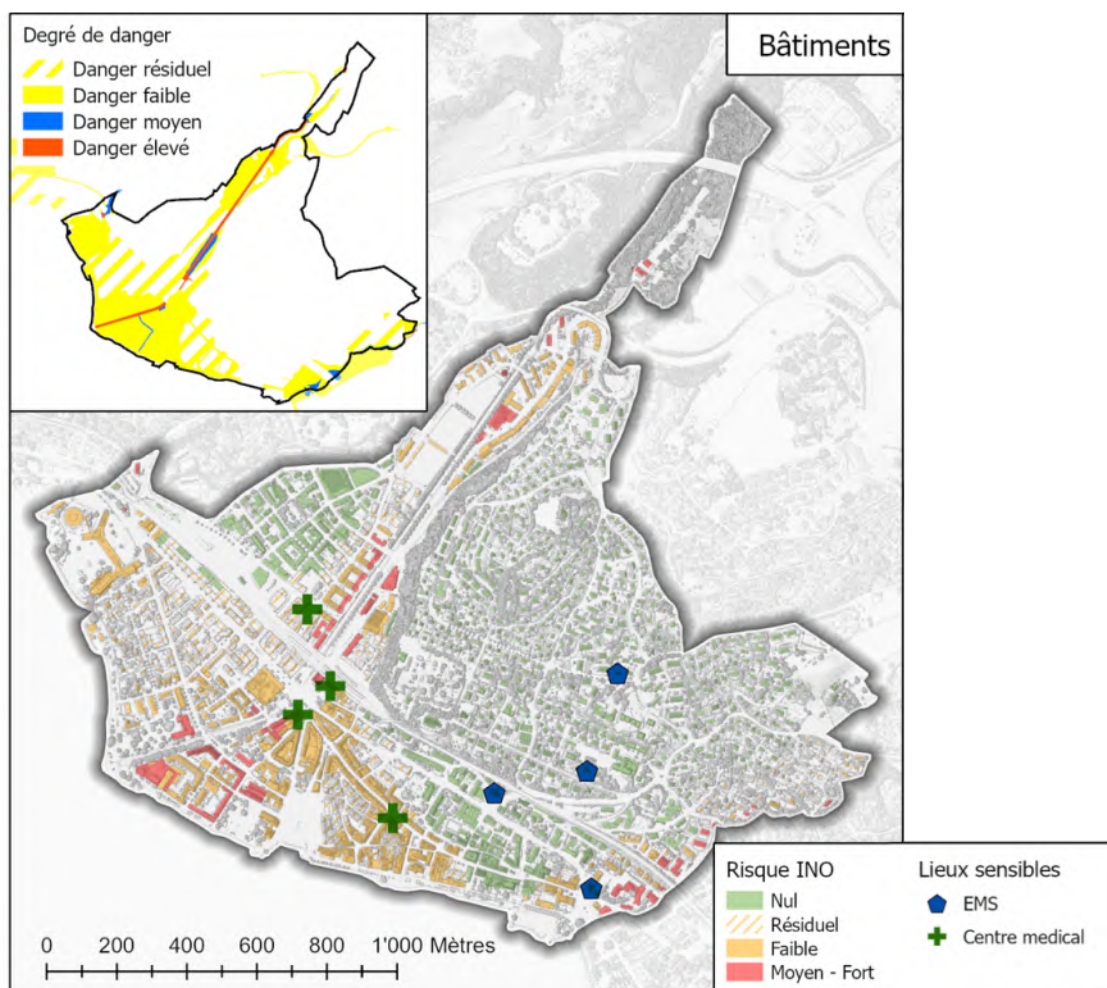 Degré de danger
Danger résiduel
Danger faible
Danger moyen
Danger élevé
Bâtiments
0 200 400 600 800 1'000 Mètres
Risque INO
Nul
Résiduel
Faible
Moyen - Fort
Lieux sensibles
EMS
Centre medical